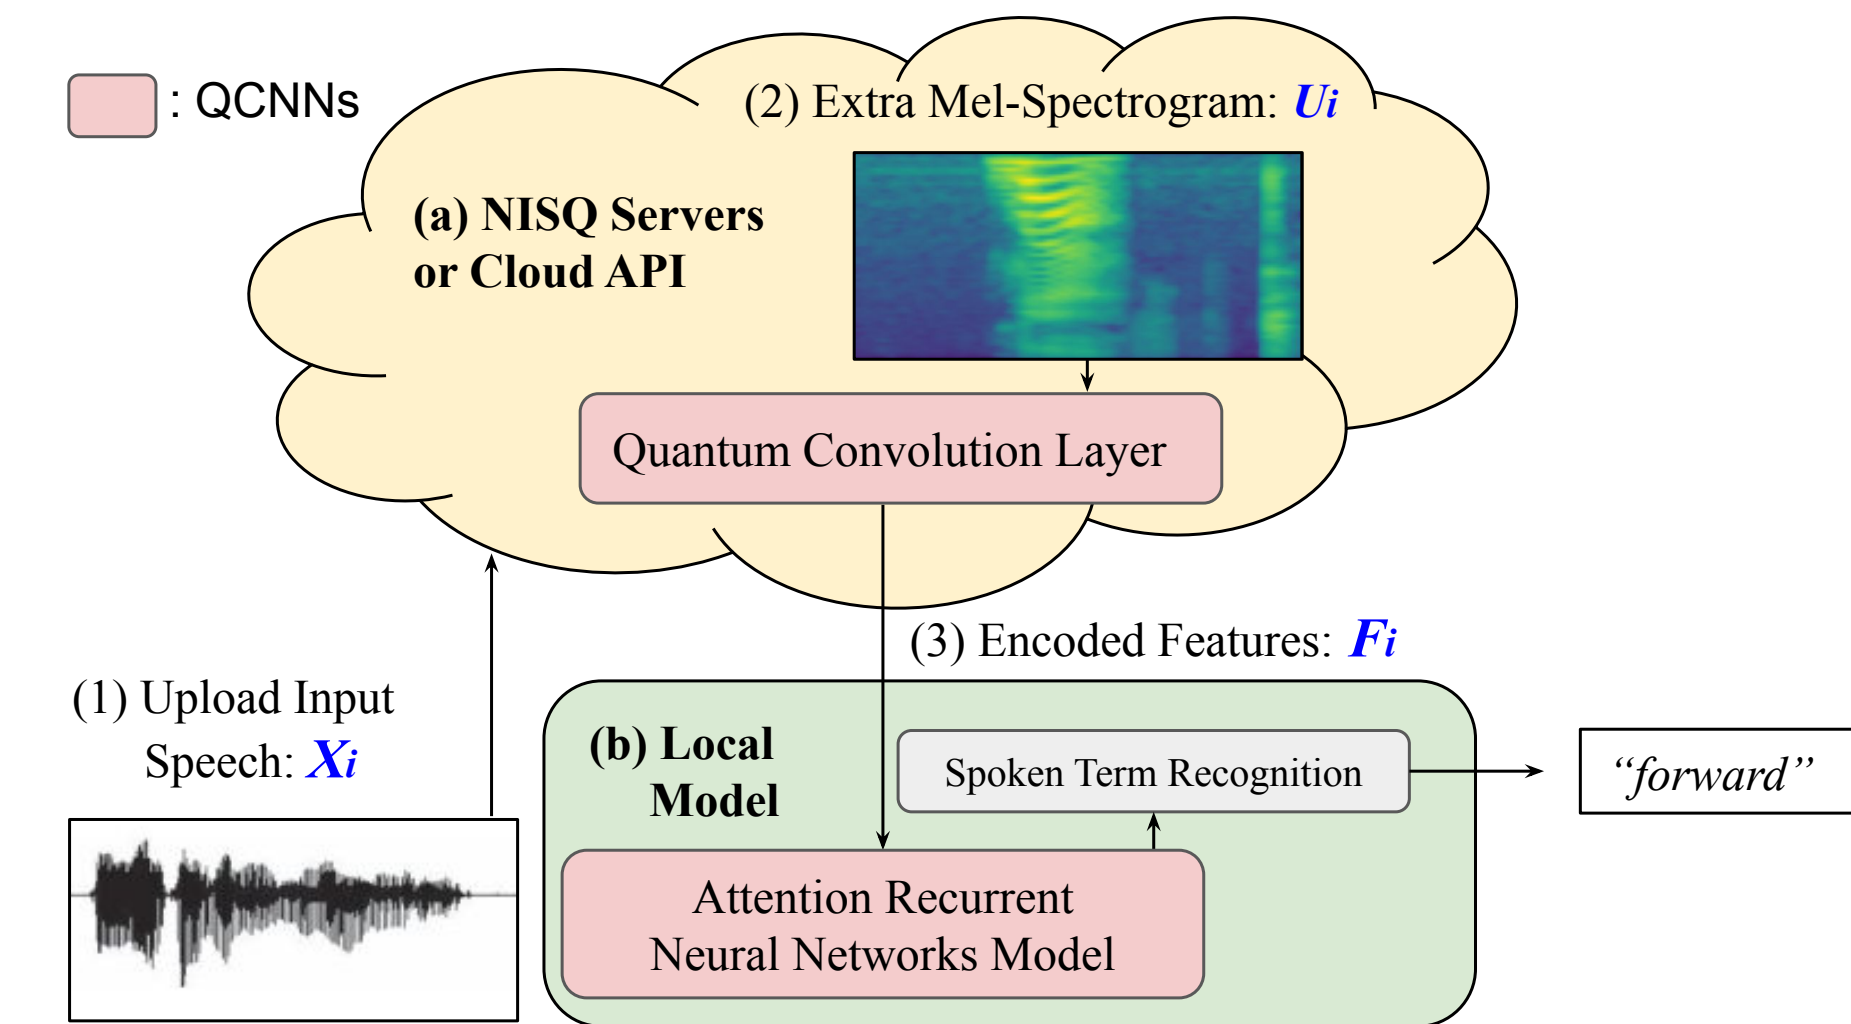 : QCNNs
(2) Extra Mel-Spectrogram: Ui
(a) NISQ Servers
or Cloud API
Quantum Convolution Layer
(3) Encoded Features: Fi
(1) Upload Input
Speech: Xi
(b) Local
Model
Spoken Term Recognition
“forward”
Attention Recurrent
Neural Networks Model